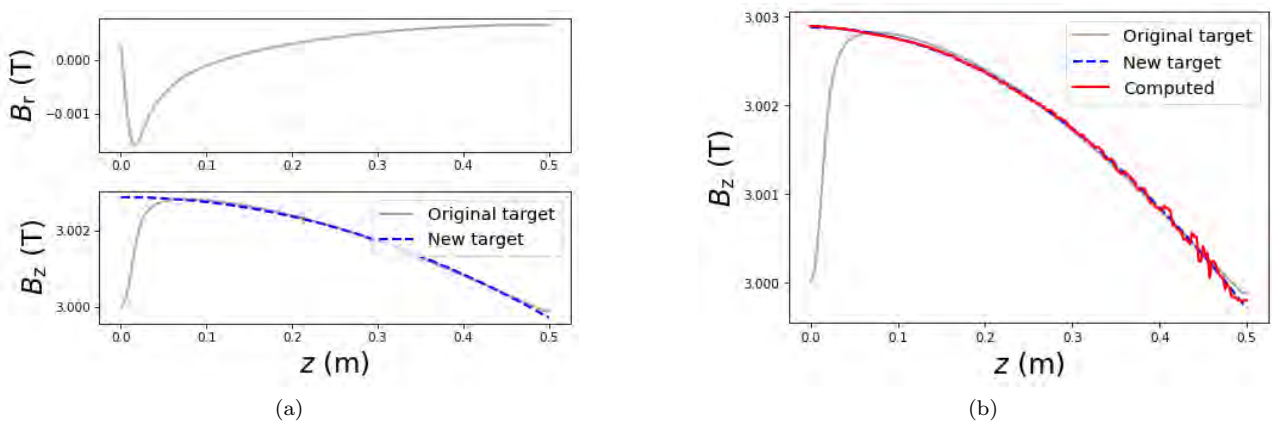 0.000
−0.001
B_r (T)
0.0 0.1 0.2 0.3 0.4 0.5
3.002
3.000
B_z (T)
Original target
New target
0.0 0.1 0.2 0.3 0.4 0.5
z (m)
(a)
3.003
3.002
3.001
3.000
B_z (T)
Original target
New target
Computed
0.0 0.1 0.2 0.3 0.4 0.5
z (m)
(b)